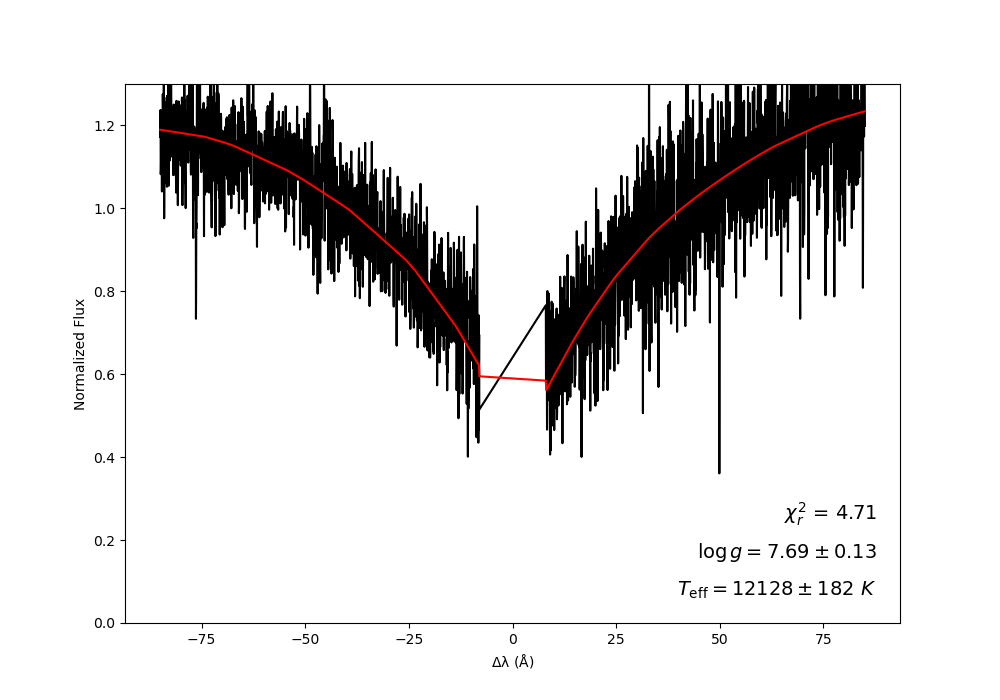 1.2
1.0
0.8
0.6
0.4
0.2
0.0
Normalized Flux
χ²ᵣ = 4.71
log g = 7.69 ± 0.13
T_eff = 12128 ± 182 K
−75
−50
−25
0
25
50
75
Δλ (Å)